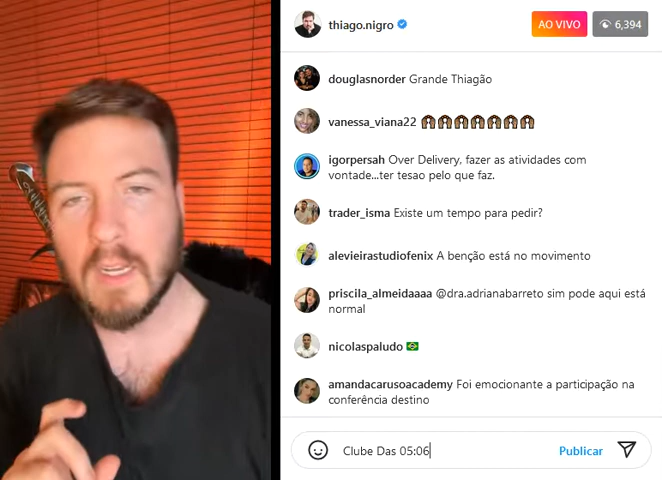 thiago.nigro
AO VIVO
6,394
douglasnorder Grande Thiagão
vanessa_viana22
igorpersah Over Delivery, fazer as atividades com
vontade...ter tesao pelo que faz.
trader_isma Existe um tempo para pedir?
alevieirastudiofenix A benção está no movimento
priscila_almeidaaaa @dra.adrianabarreto sim pode aqui está
normal
nicolaspaludo
amandacarusoacademy Foi emocionante a participação na
conferência destino
Clube Das 05:06
Publicar